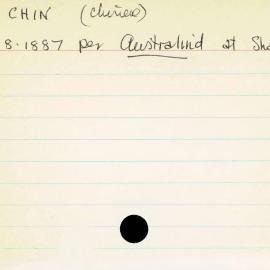 CHIN (Chinese)
8.1887 per Australind at Sha